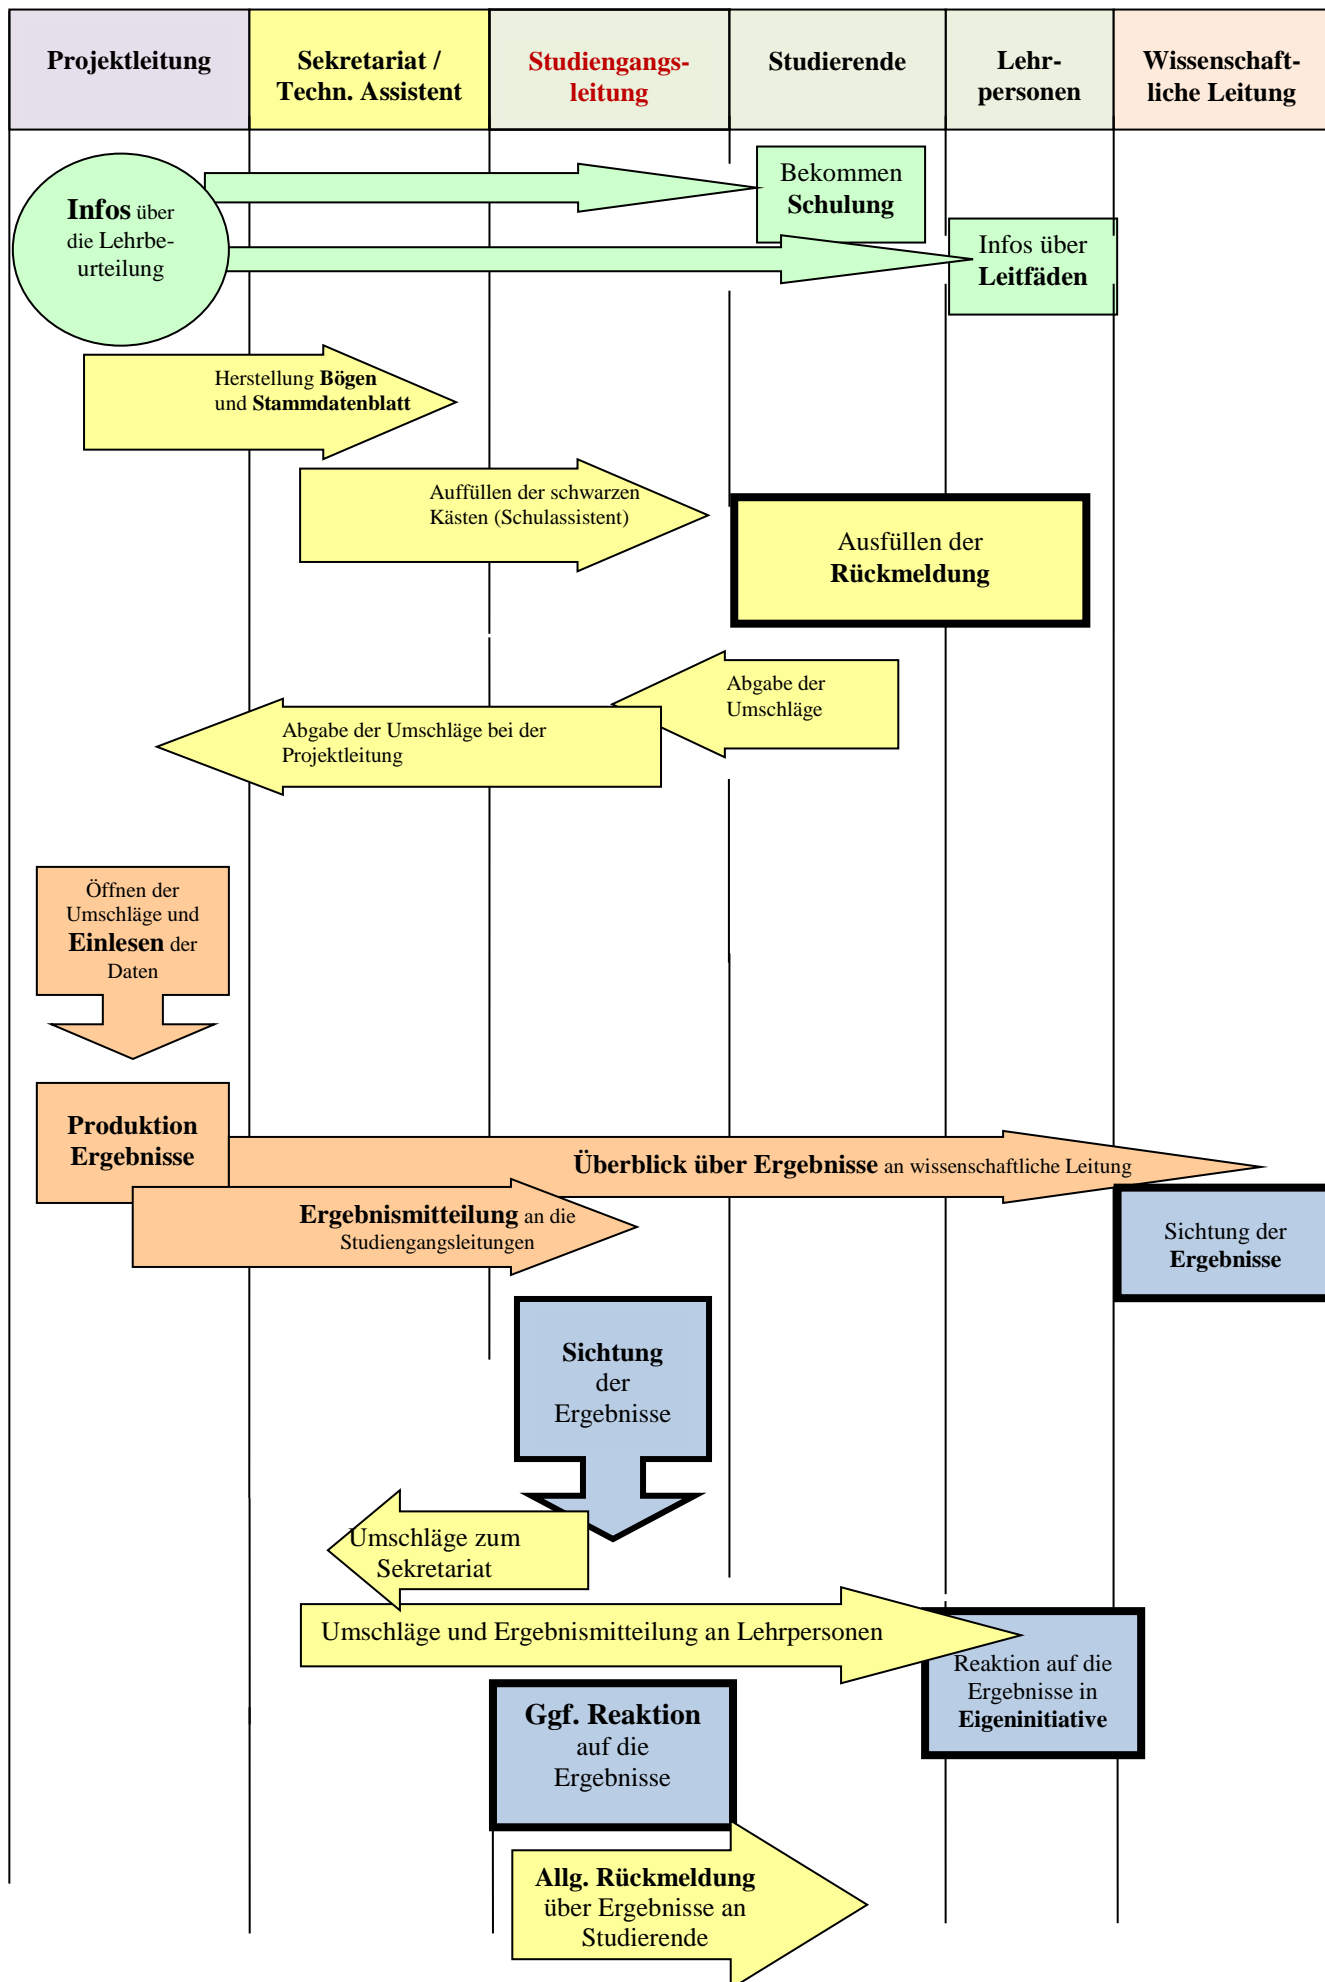 Projektleitung
Sekretariat /
Techn. Assistent
Studiengangs-
leitung
Studierende
Lehr-
personen
Wissenschaft-
liche Leitung
Infos über
die Lehrbe-
urteilung
Bekommen
Schulung
Infos über
Leitfäden
Herstellung Bögen
und Stammdatenblatt
Auffüllen der schwarzen
Kästen (Schulassistent)
Ausfüllen der
Rückmeldung
Abgabe der
Umschläge
Abgabe der Umschläge bei der
Projektleitung
Öffnen der
Umschläge und
Einlesen der
Daten
Produktion
Ergebnisse
Überblick über Ergebnisse an wissenschaftliche Leitung
Ergebnismitteilung an die
Studiengangsleitungen
Sichtung der
Ergebnisse
Sichtung
der
Ergebnisse
Umschläge zum
Sekretariat
Umschläge und Ergebnismitteilung an Lehrpersonen
Reaktion auf die
Ergebnisse in
Eigeninitiative
Ggf. Reaktion
auf die
Ergebnisse
Allg. Rückmeldung
über Ergebnisse an
Studierende